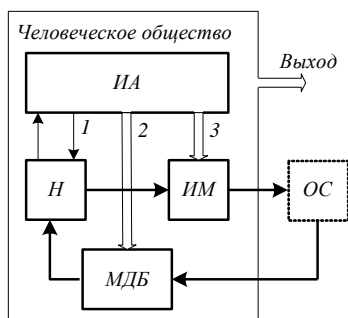 Человеческое общество
Выход
ИА
1
2
3
Н
ИМ
ОС
МДБ